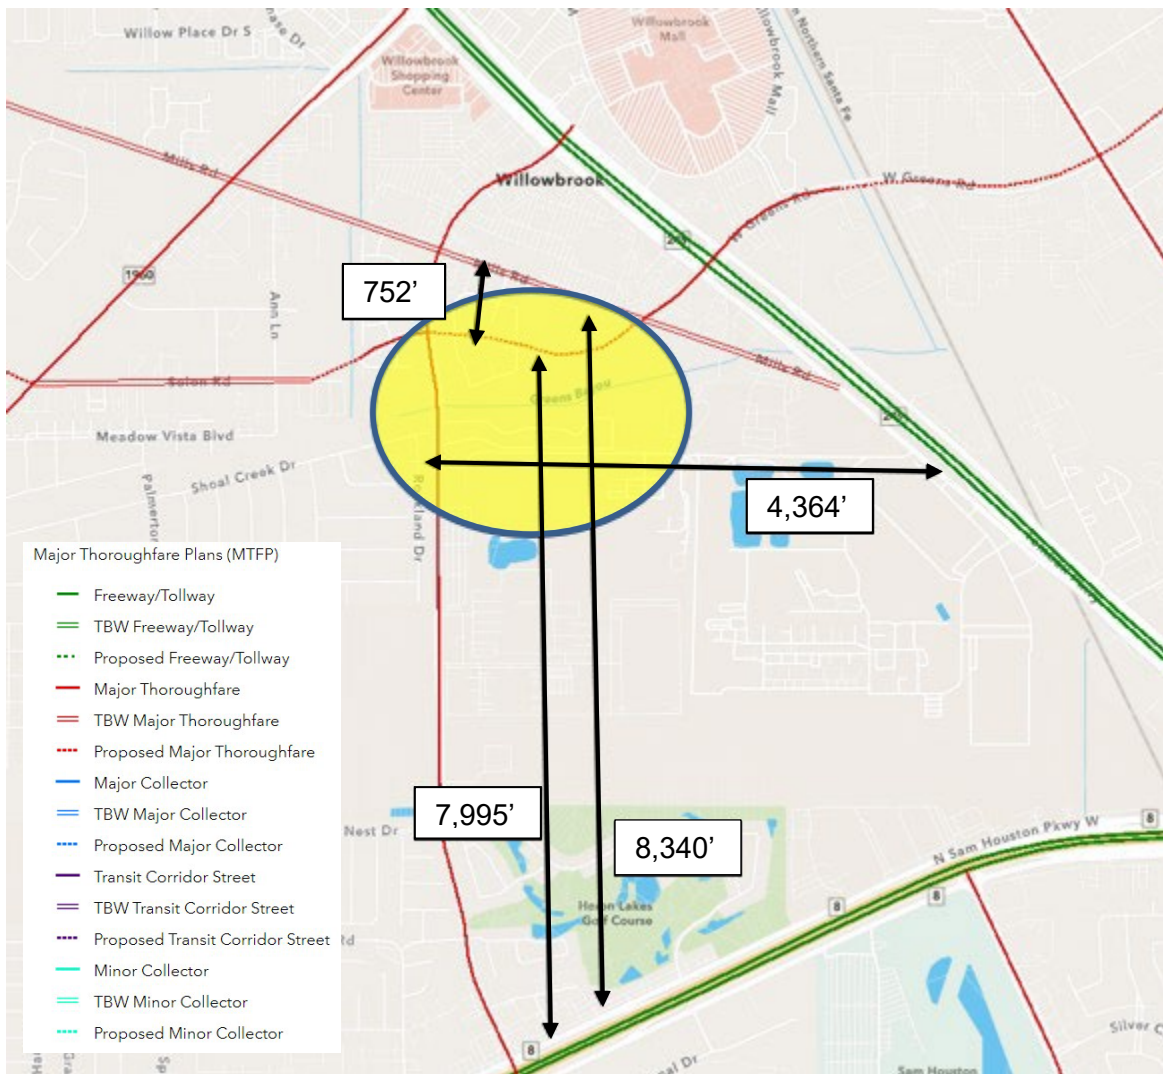 Willow Place Dr S
Willowbrook
Shopping
Center
Willowbrook
Mall
Willowbrook Mall
n Northern Santa Fe
Mills Rd
Willowbrook
W Greens Rd
W Greens Rd
249
1960
Ann Ln
752’
Mills Rd
Mills Rd
Solon Rd
Greens Bayou
249
Meadow Vista Blvd
Shoal Creek Dr
Palmerton
Rockland Dr
4,364’
Major Thoroughfare Plans (MTFP)
Freeway/Tollway
TBW Freeway/Tollway
Proposed Freeway/Tollway
Major Thoroughfare
TBW Major Thoroughfare
Proposed Major Thoroughfare
Major Collector
TBW Major Collector
Proposed Major Collector
Transit Corridor Street
TBW Transit Corridor Street
Proposed Transit Corridor Street
Minor Collector
TBW Minor Collector
Proposed Minor Collector
7,995’
8,340’
Nest Dr
Rd
Heron Lakes
Golf Course
N Sam Houston Pkwy W
8
8
8
8
Silver C
Sam Houston